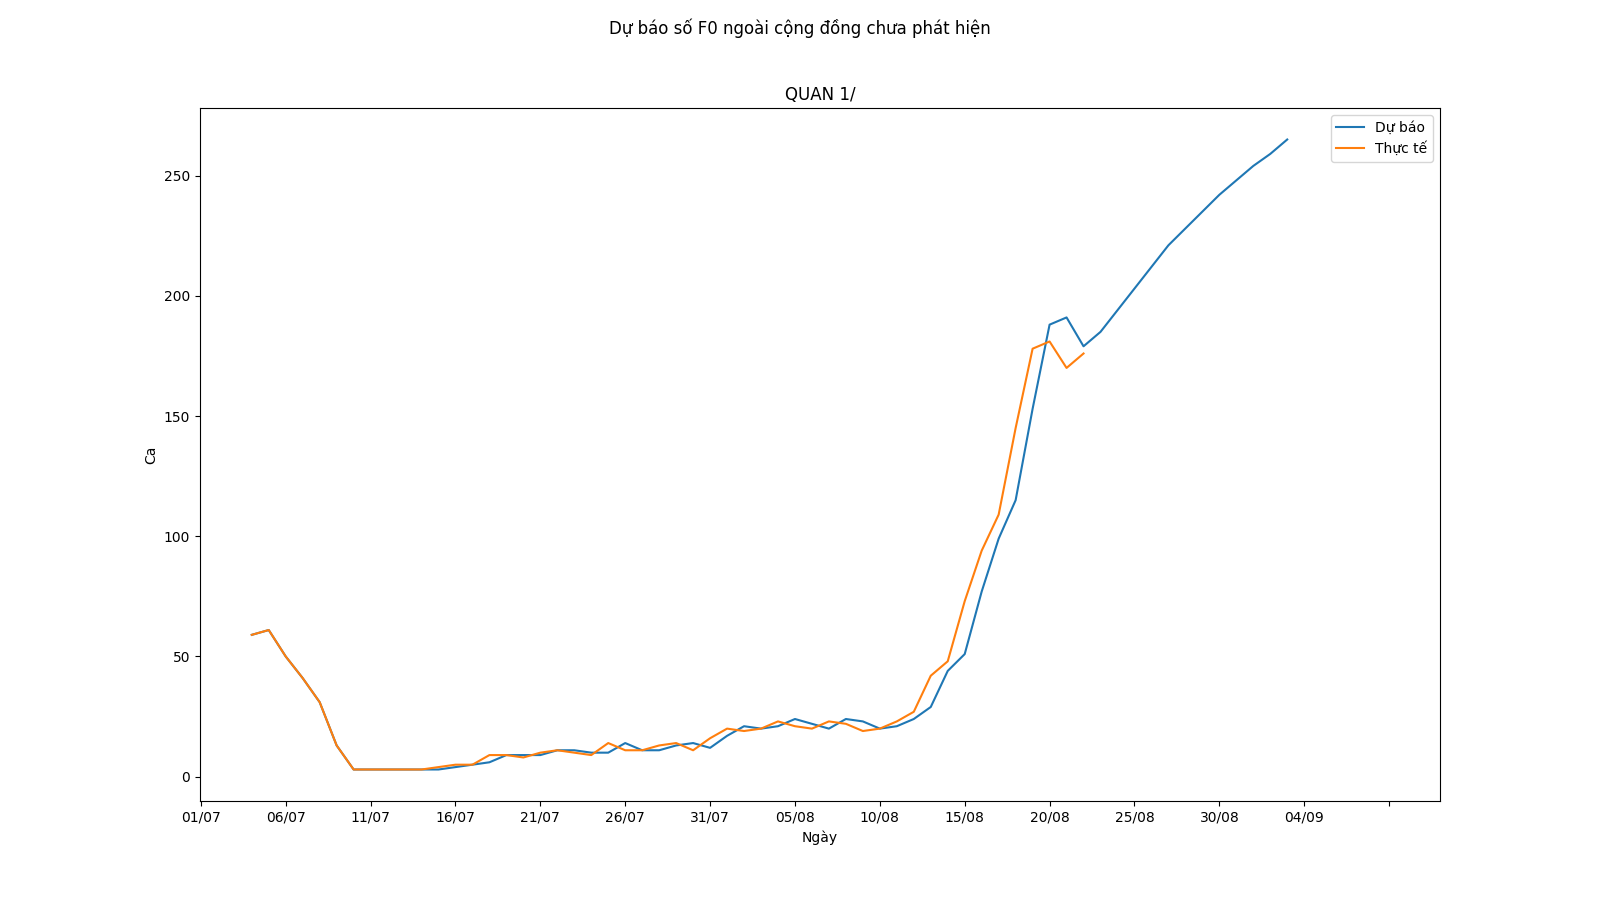 Dự báo số F0 ngoài cộng đồng chưa phát hiện
QUAN 1/
Dự báo
Thực tế
250
200
150
100
50
0
Ca
01/07 06/07 11/07 16/07 21/07 26/07 31/07 05/08 10/08 15/08 20/08 25/08 30/08 04/09
Ngày